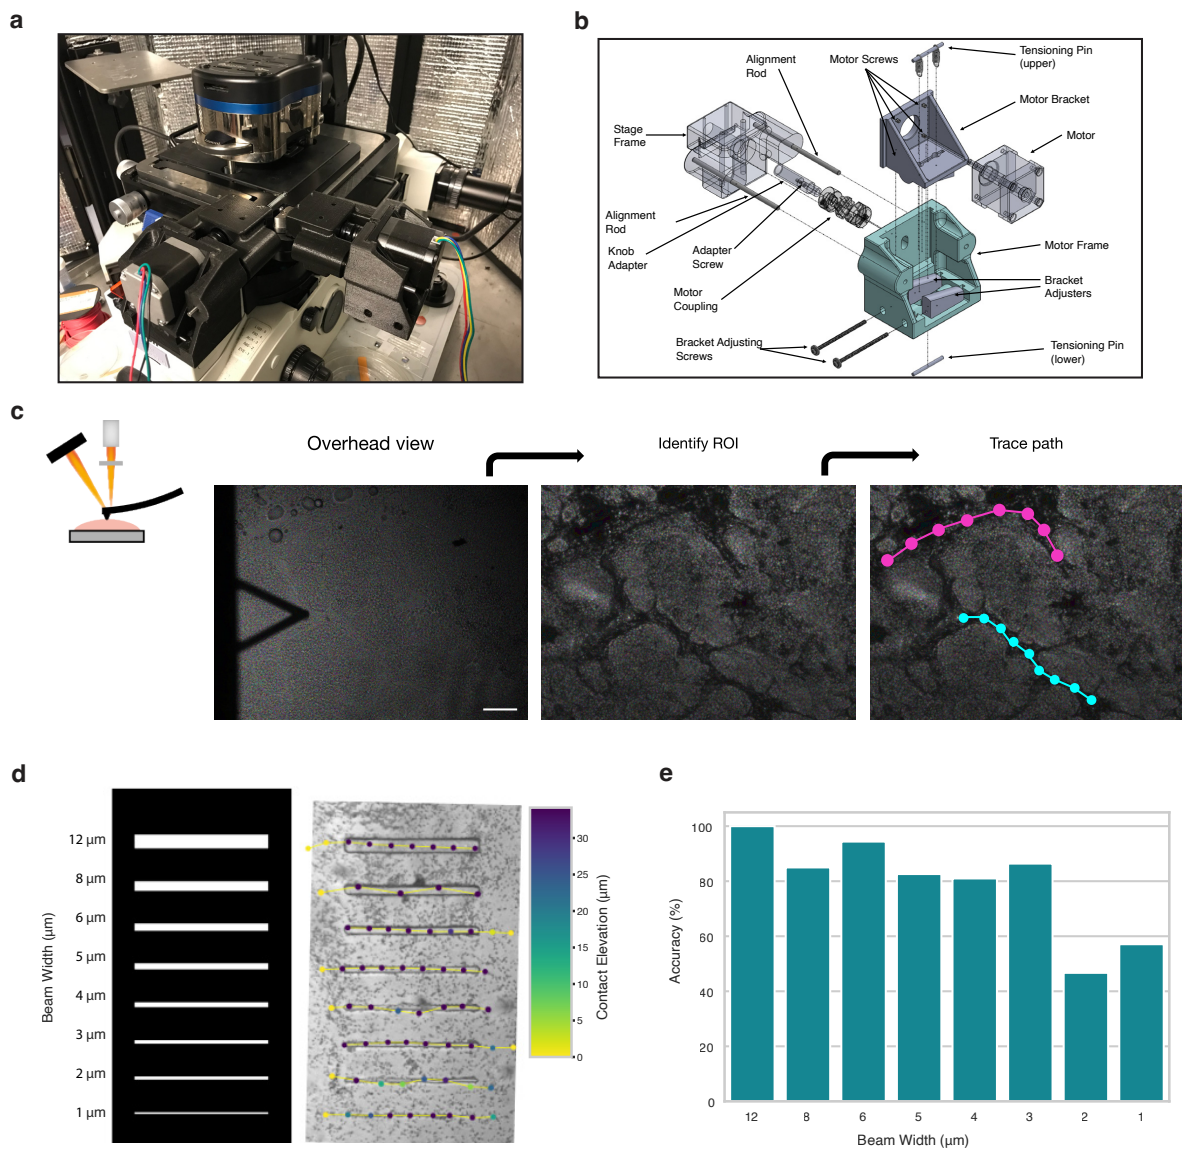 a
b
Tensioning Pin
(upper)
Alignment
Rod
Motor Screws
Motor Bracket
Stage
Frame
Motor
Alignment
Rod
Knob
Adapter
Adapter
Screw
Motor Frame
Motor
Coupling
Bracket
Adjusters
Bracket Adjusting
Screws
Tensioning Pin
(lower)
c
Overhead view
Identify ROI
Trace path
d
Beam Width (µm)
12 µm
8 µm
6 µm
5 µm
4 µm
3 µm
2 µm
1 µm
30
25
20
15
10
5
0
Contact Elevation (µm)
e
Accuracy (%)
100
80
60
40
20
0
12 8 6 5 4 3 2 1
Beam Width (µm)